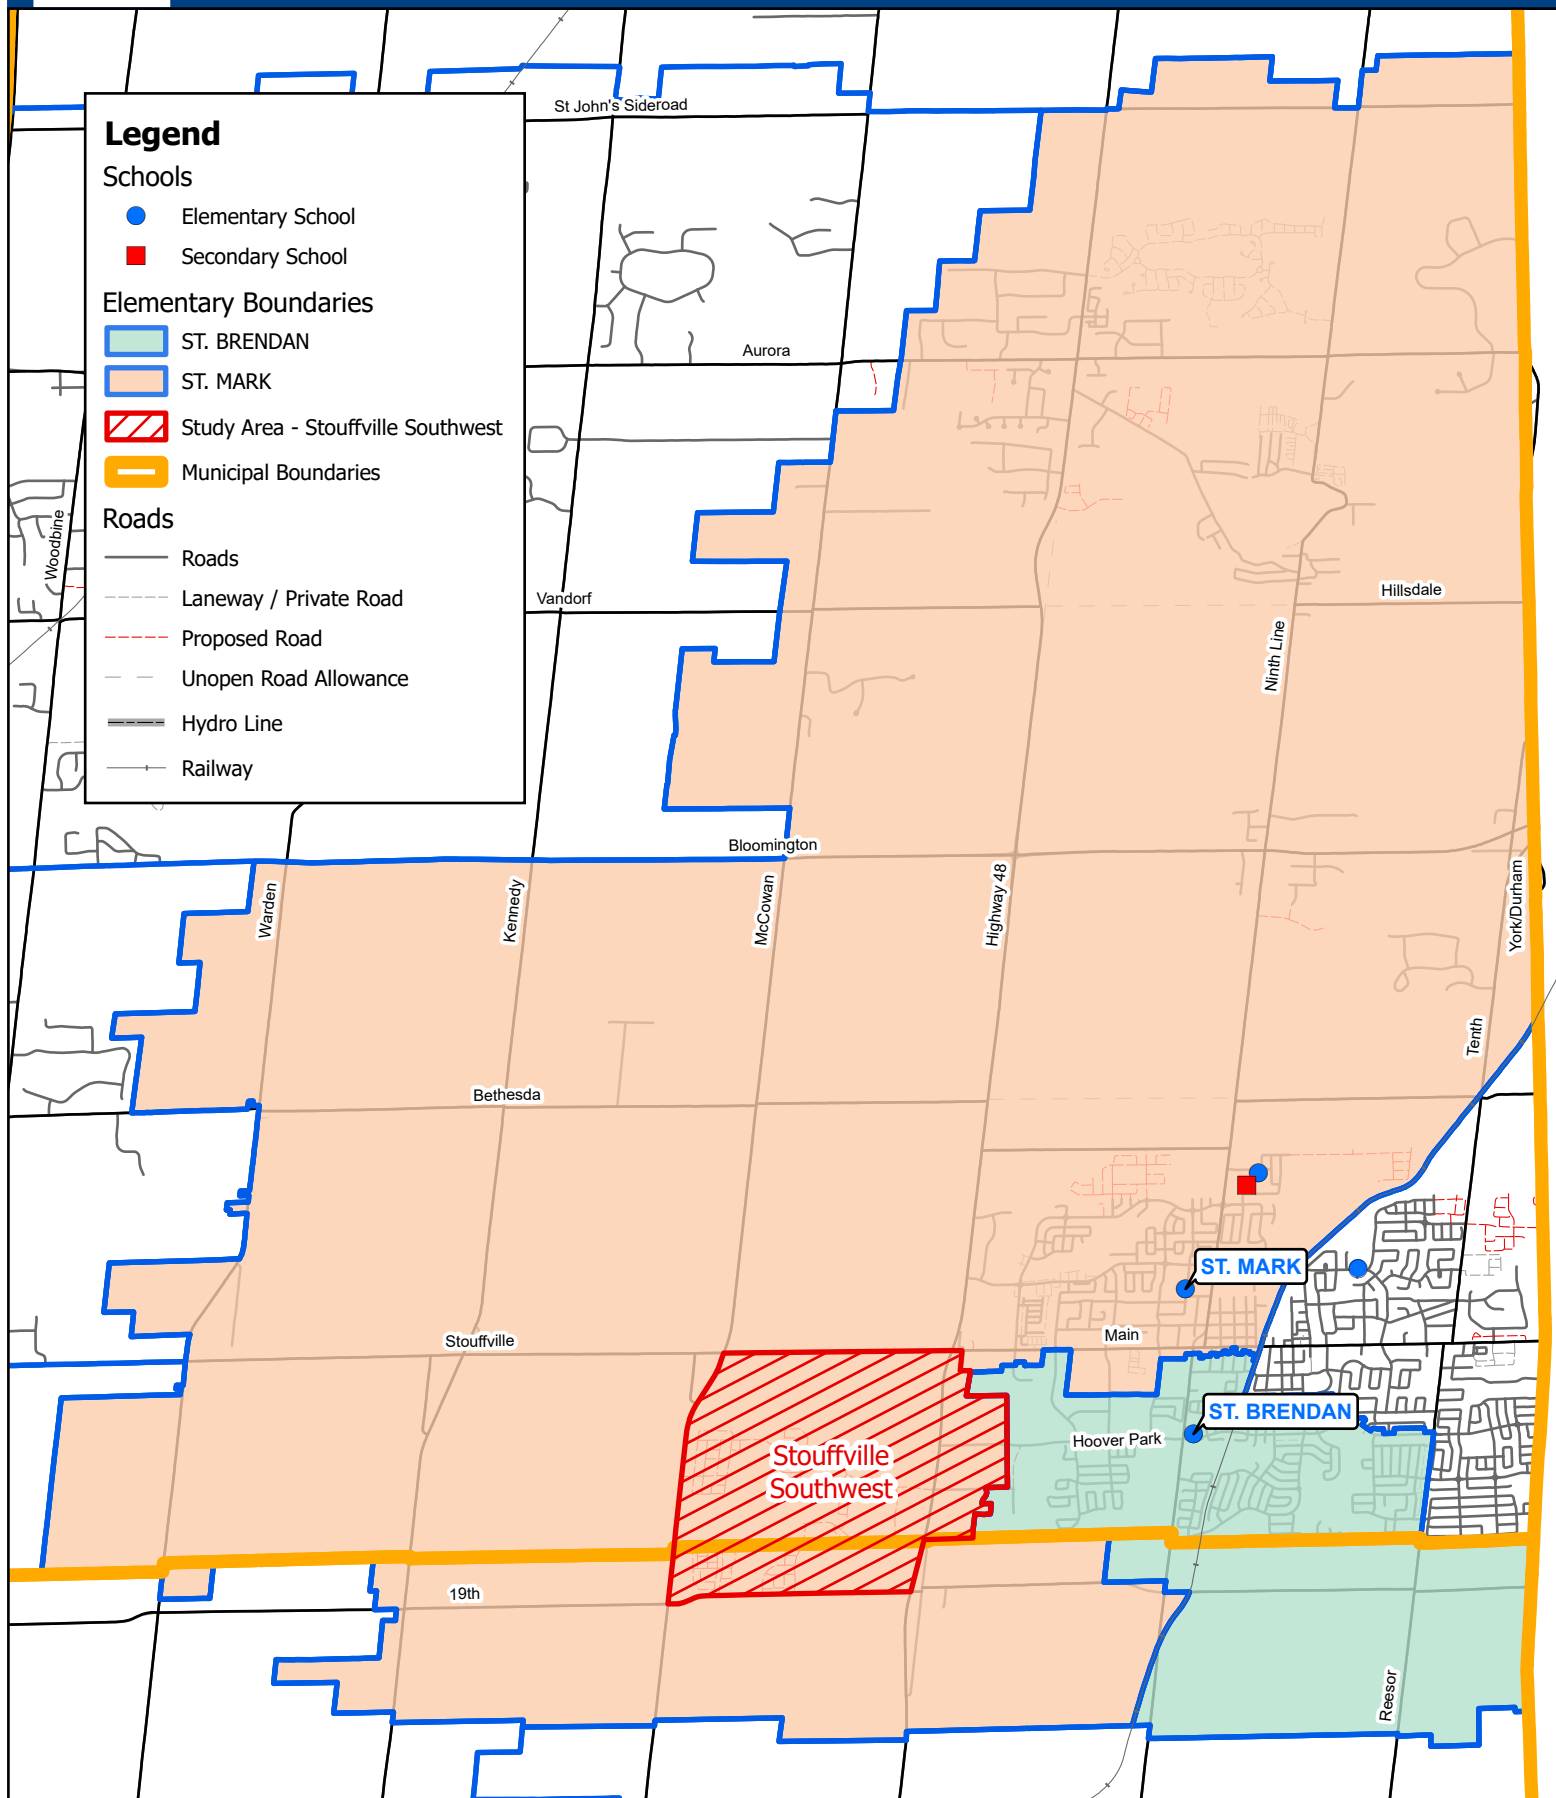 St John's Sideroad
Legend
Schools
Elementary School
Secondary School
Elementary Boundaries
ST. BRENDAN
ST. MARK
Study Area - Stouffville Southwest
Municipal Boundaries
Roads
Roads
Laneway / Private Road
Proposed Road
Unopen Road Allowance
Hydro Line
Railway
Aurora
Woodbine
Vandorf
Hillsdale
Ninth Line
Bloomington
Warden
Kennedy
McCowan
Highway 48
York/Durham
Tenth
Bethesda
ST. MARK
Stouffville
Main
ST. BRENDAN
Hoover Park
Stouffville
Southwest
19th
Reesor